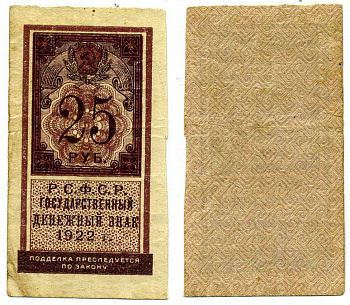 25
РУБ.
Р.С.Ф.С.Р.
ГОСУДАРСТВЕННЫЙ
ДЕНЕЖНЫЙ ЗНАК
1922
ПОДДЕЛКА ПРЕСЛЕДУЕТСЯ
ПО ЗАКОНУ